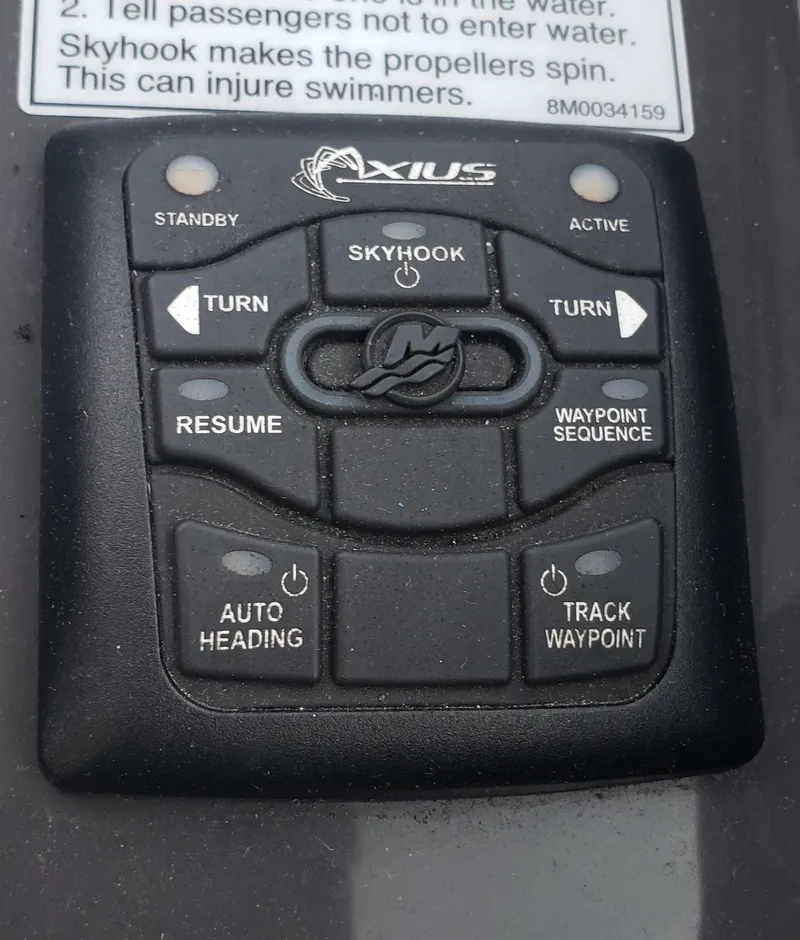 2. Tell passengers not to enter water.
Skyhook makes the propellers spin.
This can injure swimmers.
8M0034159
AXIUS
STANDBY
ACTIVE
SKYHOOK
TURN
TURN
M
RESUME
WAYPOINT
SEQUENCE
AUTO
HEADING
TRACK
WAYPOINT